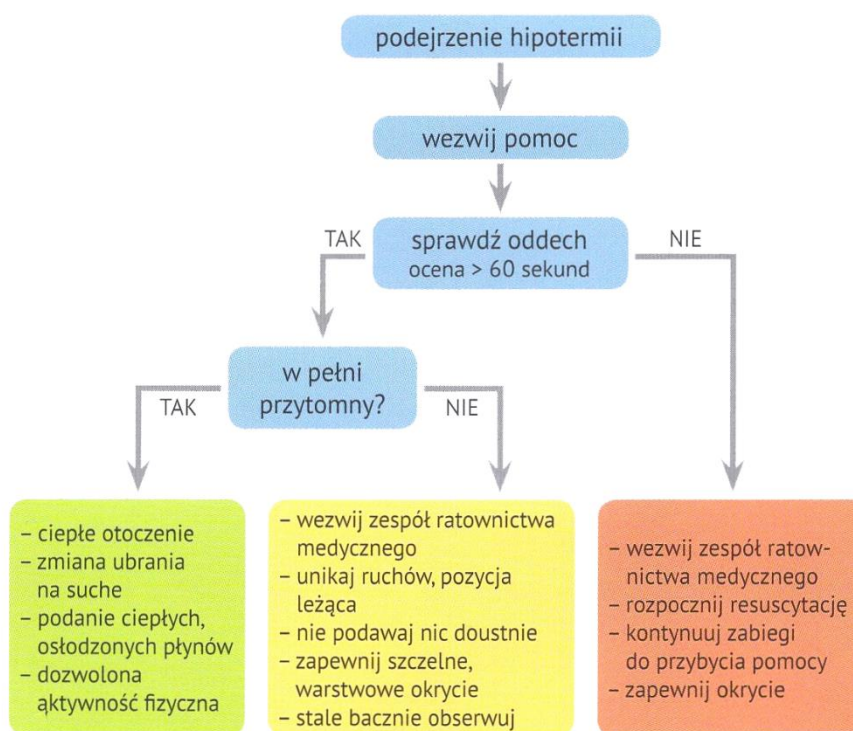 podejrzenie hipotermii
wezwij pomoc
sprawdź oddech
ocena > 60 sekund
TAK
NIE
w pełni
przytomny?
TAK
NIE
– ciepłe otoczenie
– zmiana ubrania
na suche
– podanie ciepłych,
osłodzonych płynów
– dozwolona
ąktywność fizyczna
– wezwij zespół ratownictwa
medycznego
– unikaj ruchów, pozycja
leżąca
– nie podawaj nic doustnie
– zapewnij szczelne,
warstwowe okrycie
– stale bacznie obserwuj
– wezwij zespół ratow-
nictwa medycznego
– rozpocznij resuscytację
– kontynuuj zabiegi
do przybycia pomocy
– zapewnij okrycie